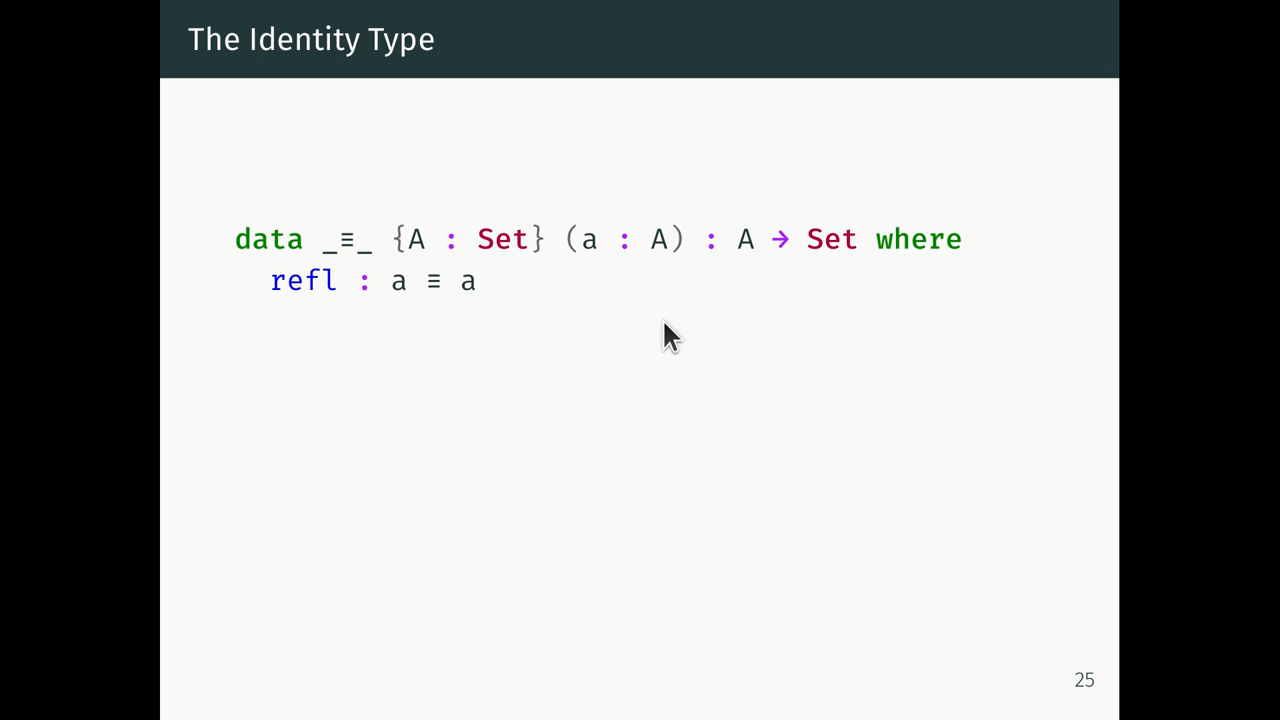 The Identity Type
data _≡_ {A : Set} (a : A) : A → Set where
refl : a ≡ a
25